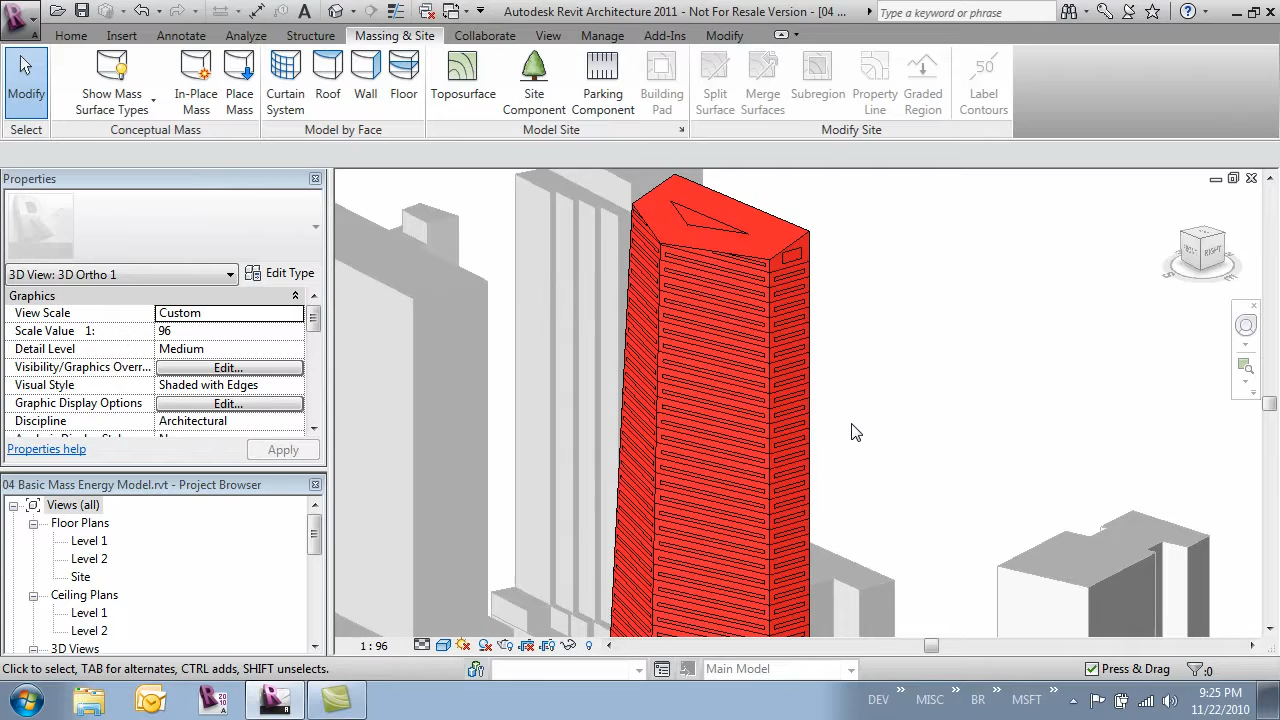 Autodesk Revit Architecture 2011 - Not For Resale Version - [04 ...
Type a keyword or phrase
Home Insert Annotate Analyze Structure Massing & Site Collaborate View Manage Add-Ins Modify
Modify
Show Mass
Surface Types
In-Place
Mass
Place
Mass
Curtain
System
Roof
Wall
Floor
Toposurface
Site
Component
Parking
Component
Building
Pad
Split
Surface
Merge
Surfaces
Subregion
Property
Line
Graded
Region
50
Label
Contours
Select
Conceptual Mass
Model by Face
Model Site
Modify Site
Properties
3D View: 3D Ortho 1
Edit Type
Graphics
View Scale Custom
Scale Value 1: 96
Detail Level Medium
Visibility/Graphics Overr... Edit...
Visual Style Shaded with Edges
Graphic Display Options Edit...
Discipline Architectural
Properties help
Apply
04 Basic Mass Energy Model.rvt - Project Browser
Views (all)
Floor Plans
Level 1
Level 2
Site
Ceiling Plans
Level 1
Level 2
3D Views
RIGHT
1 : 96
Click to select, TAB for alternates, CTRL adds, SHIFT unselects.
Main Model
Press & Drag
:0
DEV
MISC
BR
MSFT
9:25 PM
11/22/2010